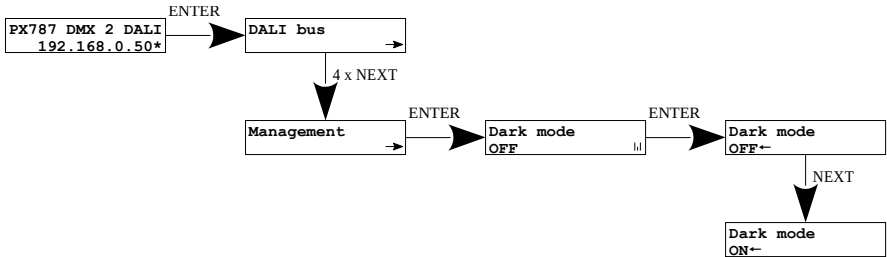 ENTER
PX787 DMX 2 DALI
192.168.0.50*
DALI bus
4 x NEXT
Management
ENTER
Dark mode
OFF
ENTER
Dark mode
OFF←
NEXT
Dark mode
ON←